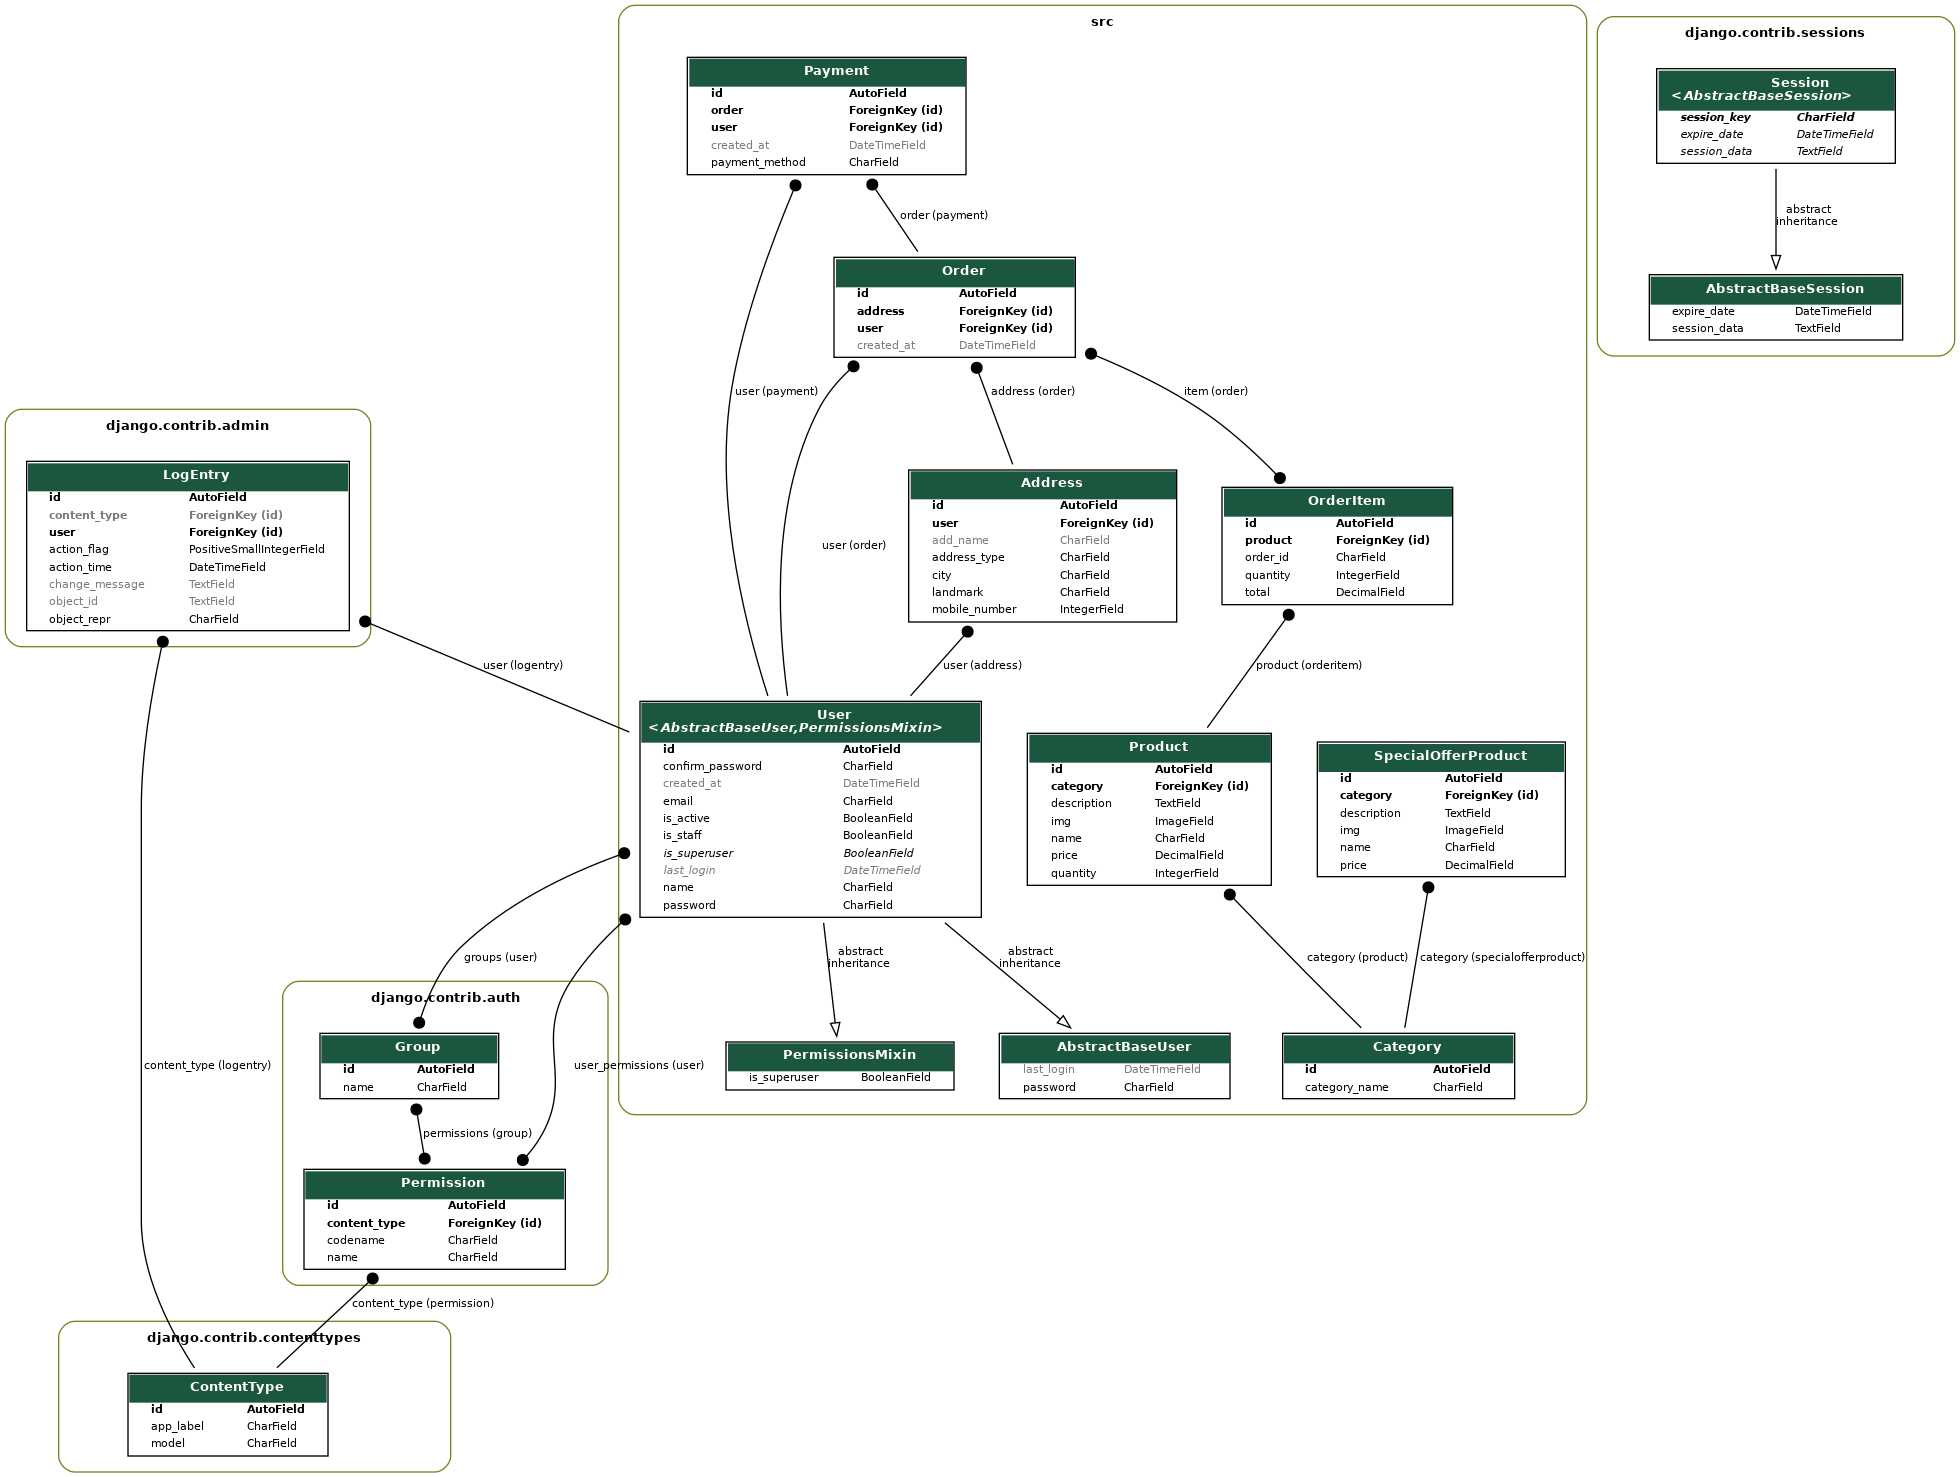 src
Payment
id AutoField
order ForeignKey (id)
user ForeignKey (id)
created_at DateTimeField
payment_method CharField
order (payment)
Order
id AutoField
address ForeignKey (id)
user ForeignKey (id)
created_at DateTimeField
user (payment)
address (order)
item (order)
user (order)
Address
id AutoField
user ForeignKey (id)
add_name CharField
address_type CharField
city CharField
landmark CharField
mobile_number IntegerField
OrderItem
id AutoField
product ForeignKey (id)
order_id CharField
quantity IntegerField
total DecimalField
user (address)
product (orderitem)
User
<AbstractBaseUser,PermissionsMixin>
id AutoField
confirm_password CharField
created_at DateTimeField
email CharField
is_active BooleanField
is_staff BooleanField
is_superuser BooleanField
last_login DateTimeField
name CharField
password CharField
Product
id AutoField
category ForeignKey (id)
description TextField
img ImageField
name CharField
price DecimalField
quantity IntegerField
SpecialOfferProduct
id AutoField
category ForeignKey (id)
description TextField
img ImageField
name CharField
price DecimalField
abstract
inheritance
abstract
inheritance
category (product)
category (specialofferproduct)
PermissionsMixin
is_superuser BooleanField
AbstractBaseUser
last_login DateTimeField
password CharField
Category
id AutoField
category_name CharField
django.contrib.sessions
Session
<AbstractBaseSession>
session_key CharField
expire_date DateTimeField
session_data TextField
abstract
inheritance
AbstractBaseSession
expire_date DateTimeField
session_data TextField
django.contrib.admin
LogEntry
id AutoField
content_type ForeignKey (id)
user ForeignKey (id)
action_flag PositiveSmallIntegerField
action_time DateTimeField
change_message TextField
object_id TextField
object_repr CharField
user (logentry)
groups (user)
content_type (logentry)
user_permissions (user)
django.contrib.auth
Group
id AutoField
name CharField
permissions (group)
Permission
id AutoField
content_type ForeignKey (id)
codename CharField
name CharField
content_type (permission)
django.contrib.contenttypes
ContentType
id AutoField
app_label CharField
model CharField